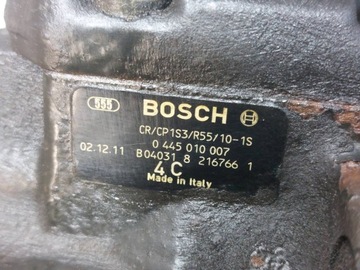 555 BOSCH
CR/CP1S3/R55/10-1S
0 445 010 007
02.12.11 B04031 8 216766 1
4C
Made in Italy